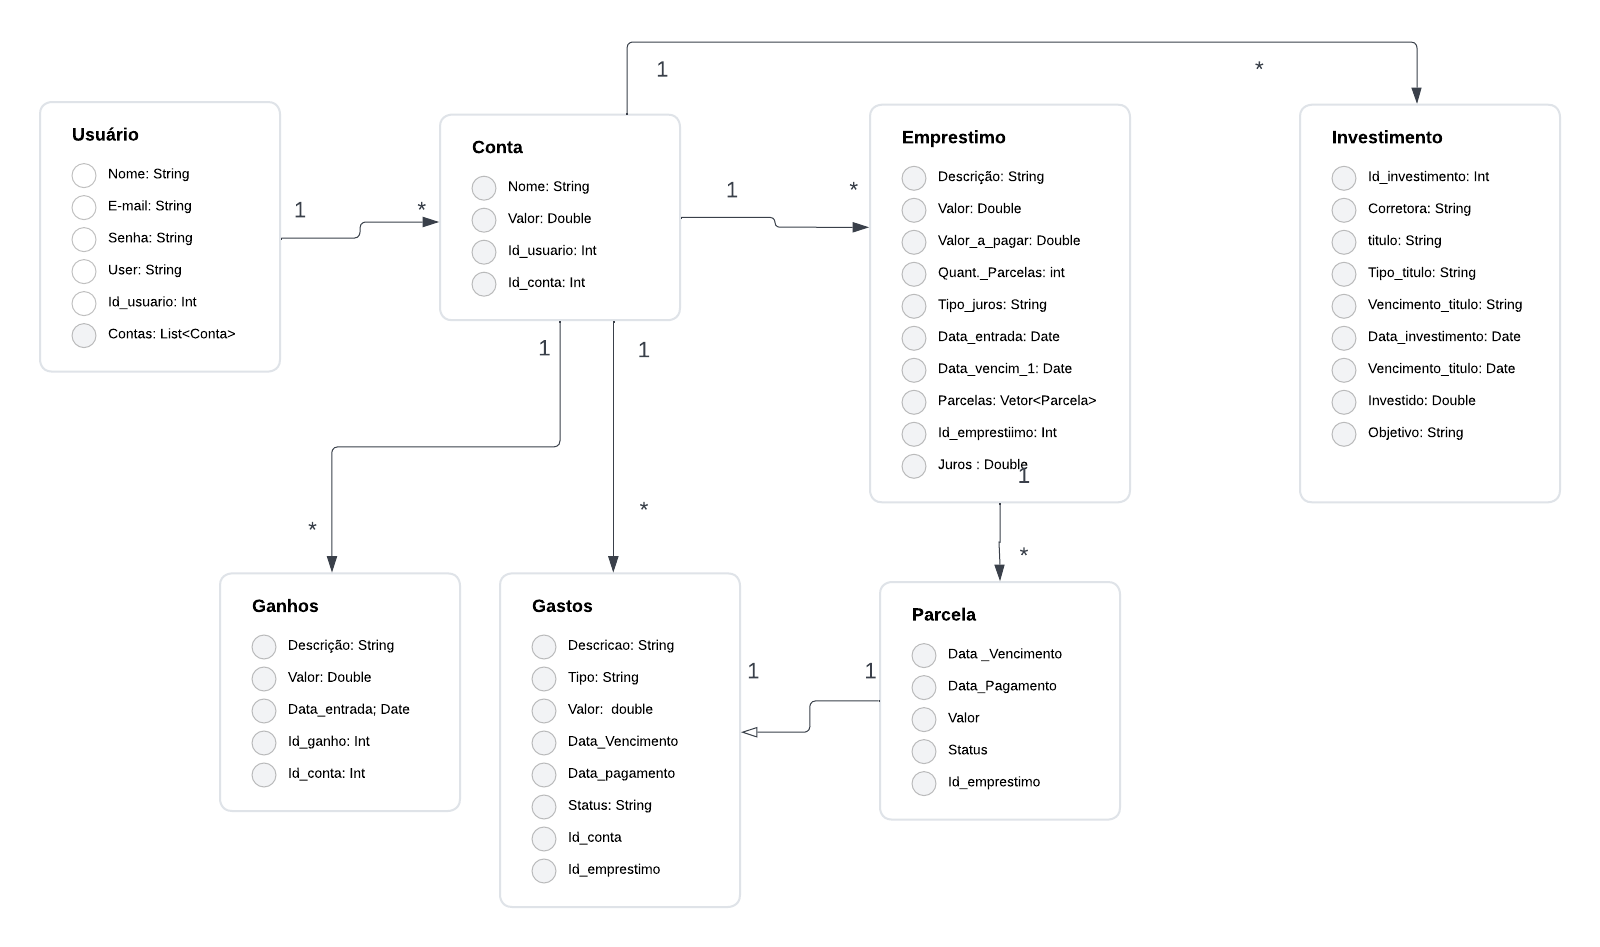 1
*
Usuário
Nome: String
E-mail: String
Senha: String
User: String
Id_usuario: Int
Contas: List<Conta>
1
*
Conta
Nome: String
Valor: Double
Id_usuario: Int
Id_conta: Int
1
*
Emprestimo
Descrição: String
Valor: Double
Valor_a_pagar: Double
Quant._Parcelas: int
Tipo_juros: String
Data_entrada: Date
Data_vencim_1: Date
Parcelas: Vetor<Parcela>
Id_emprestiimo: Int
Juros : Double
1
*
Investimento
Id_investimento: Int
Corretora: String
titulo: String
Tipo_titulo: String
Vencimento_titulo: String
Data_investimento: Date
Vencimento_titulo: Date
Investido: Double
Objetivo: String
1
*
1
*
Ganhos
Descrição: String
Valor: Double
Data_entrada; Date
Id_ganho: Int
Id_conta: Int
Gastos
Descricao: String
Tipo: String
Valor:  double
Data_Vencimento
Data_pagamento
Status: String
Id_conta
Id_emprestimo
1
1
Parcela
Data _Vencimento
Data_Pagamento
Valor
Status
Id_emprestimo